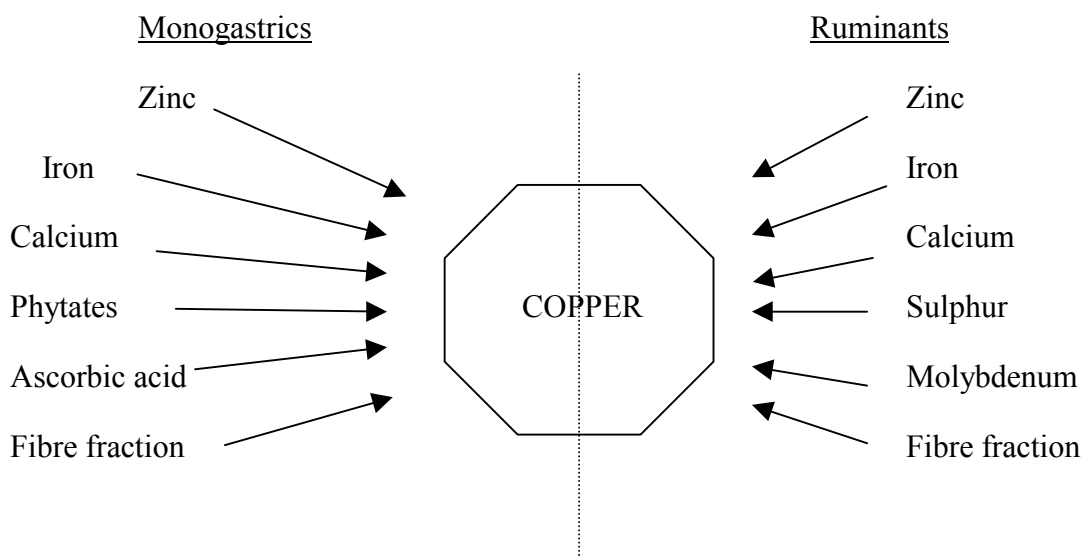 Monogastrics
Zinc
Iron
Calcium
Phytates
Ascorbic acid
Fibre fraction
COPPER
Ruminants
Zinc
Iron
Calcium
Sulphur
Molybdenum
Fibre fraction